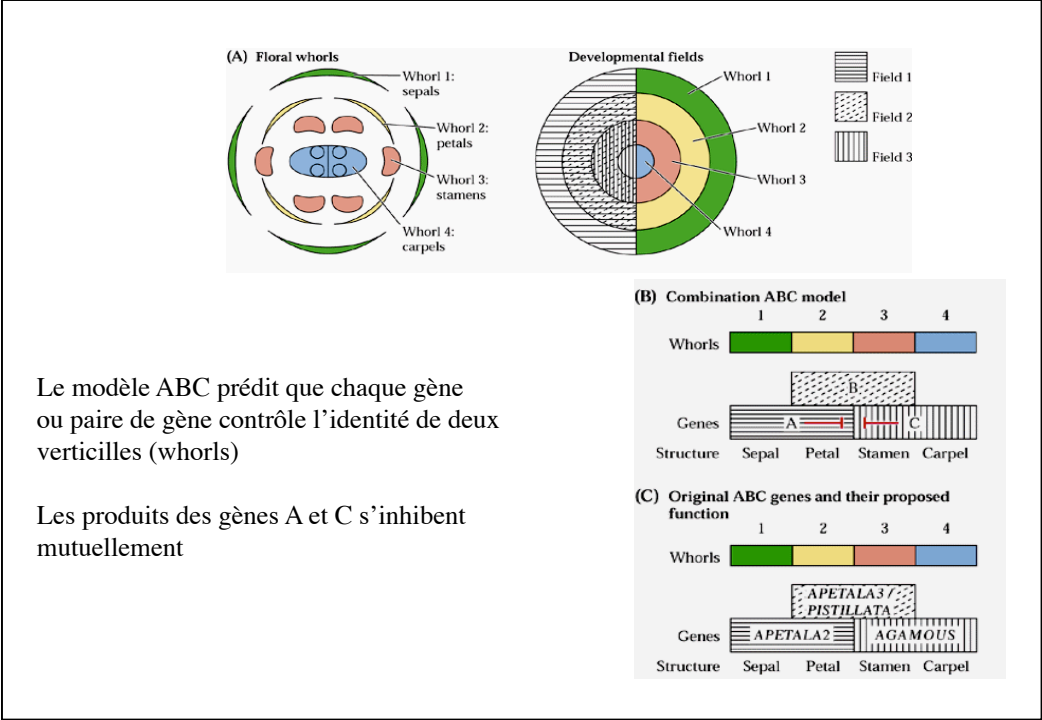 (A) Floral whorls
Whorl 1:
sepals
Whorl 2:
petals
Whorl 3:
stamens
Whorl 4:
carpels
Developmental fields
Whorl 1
Whorl 2
Whorl 3
Whorl 4
Field 1
Field 2
Field 3
Le modèle ABC prédit que chaque gène
ou paire de gène contrôle l’identité de deux
verticilles (whorls)
Les produits des gènes A et C s’inhibent
mutuellement
(B) Combination ABC model
1 2 3 4
Whorls
B
Genes A C
Structure Sepal Petal Stamen Carpel
(C) Original ABC genes and their proposed
function
1 2 3 4
Whorls
APETALA3 /
PISTILLATA
Genes APETALA2 AGAMOUS
Structure Sepal Petal Stamen Carpel